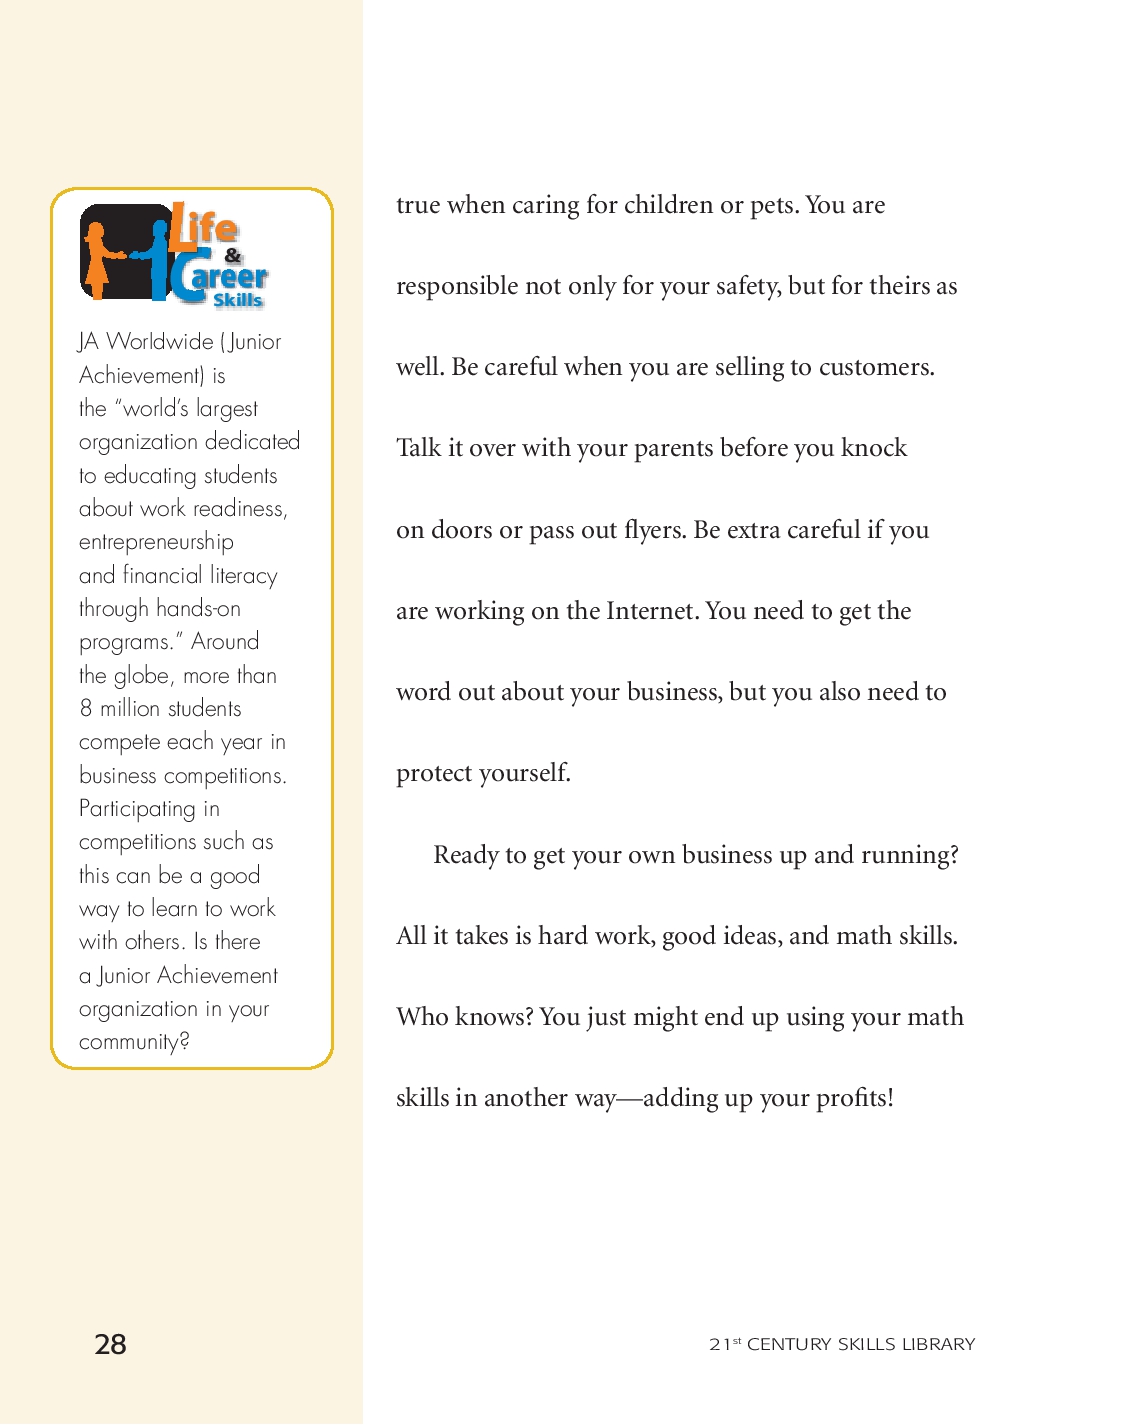 Life
&
Career
Skills
JA Worldwide (Junior
Achievement) is
the “world’s largest
organization dedicated
to educating students
about work readiness,
entrepreneurship
and financial literacy
through hands-on
programs.” Around
the globe, more than
8 million students
compete each year in
business competitions.
Participating in
competitions such as
this can be a good
way to learn to work
with others. Is there
a Junior Achievement
organization in your
community?
true when caring for children or pets. You are
responsible not only for your safety, but for theirs as
well. Be careful when you are selling to customers.
Talk it over with your parents before you knock
on doors or pass out flyers. Be extra careful if you
are working on the Internet. You need to get the
word out about your business, but you also need to
protect yourself.
Ready to get your own business up and running?
All it takes is hard work, good ideas, and math skills.
Who knows? You just might end up using your math
skills in another way—adding up your profits!
28
21st CENTURY SKILLS LIBRARY